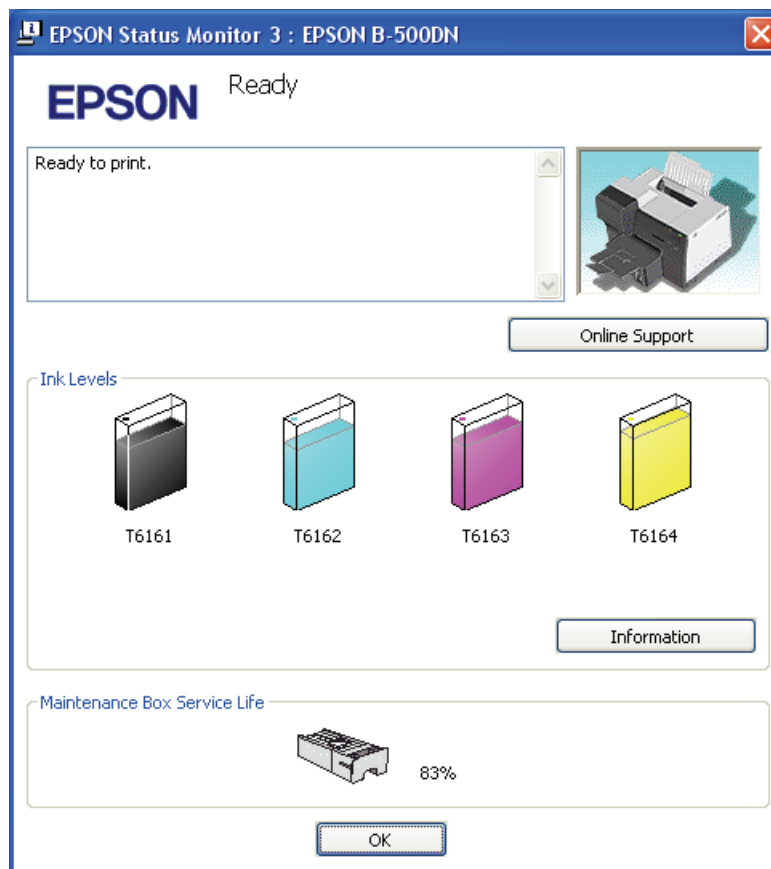 EPSON Status Monitor 3 : EPSON B-500DN
EPSON
Ready
Ready to print.
Online Support
Ink Levels
T6161
T6162
T6163
T6164
Information
Maintenance Box Service Life
83%
OK